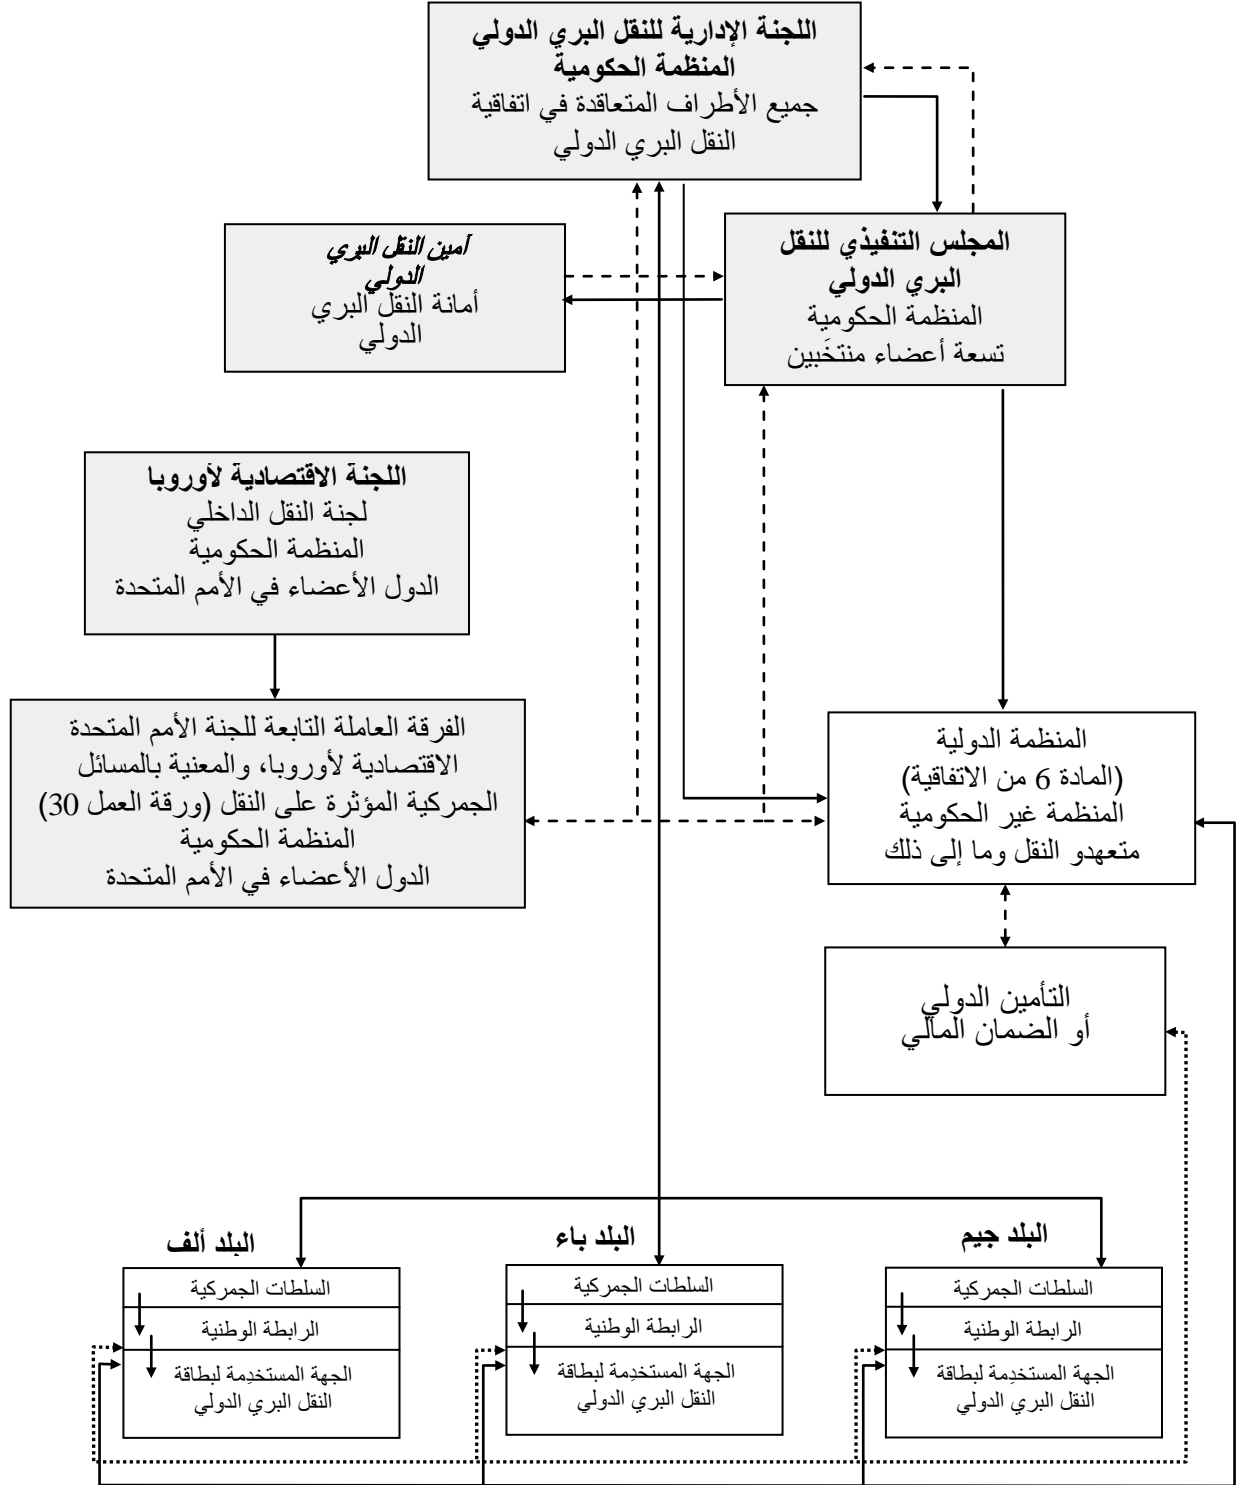 اللجنة الإدارية للنقل البري الدولي
المنظمة الحكومية
جميع الأطراف المتعاقدة في اتفاقية
النقل البري الدولي
المجلس التنفيذي للنقل
البري الدولي
المنظمة الحكومية
تسعة أعضاء منتخَبين
أمين النقل البري
الدولي
أمانة النقل البري
الدولي
اللجنة الاقتصادية لأوروبا
لجنة النقل الداخلي
المنظمة الحكومية
الدول الأعضاء في الأمم المتحدة
الفرقة العاملة التابعة للجنة الأمم المتحدة
الاقتصادية لأوروبا، والمعنية بالمسائل
الجمركية المؤثرة على النقل (ورقة العمل 30)
المنظمة الحكومية
الدول الأعضاء في الأمم المتحدة
المنظمة الدولية
(المادة 6 من الاتفاقية)
المنظمة غير الحكومية
متعهدو النقل وما إلى ذلك
التأمين الدولي
أو الضمان المالي
البلد جيم
السلطات الجمركية
الرابطة الوطنية
الجهة المستخدِمة لبطاقة
النقل البري الدولي
البلد باء
السلطات الجمركية
الرابطة الوطنية
الجهة المستخدِمة لبطاقة
النقل البري الدولي
البلد ألف
السلطات الجمركية
الرابطة الوطنية
الجهة المستخدِمة لبطاقة
النقل البري الدولي